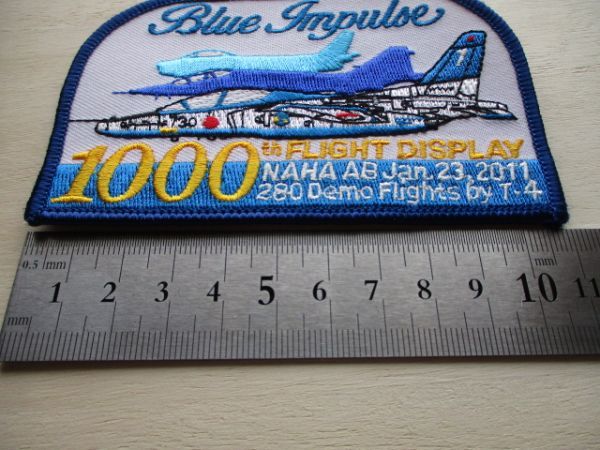 Blue Impulse
1000th FLIGHT DISPLAY
NAHA AB Jan. 23, 2011
280 Demo Flights by T-4
0.5 mm
1 2 3 4 5 6 7 8 9 10 11
mm